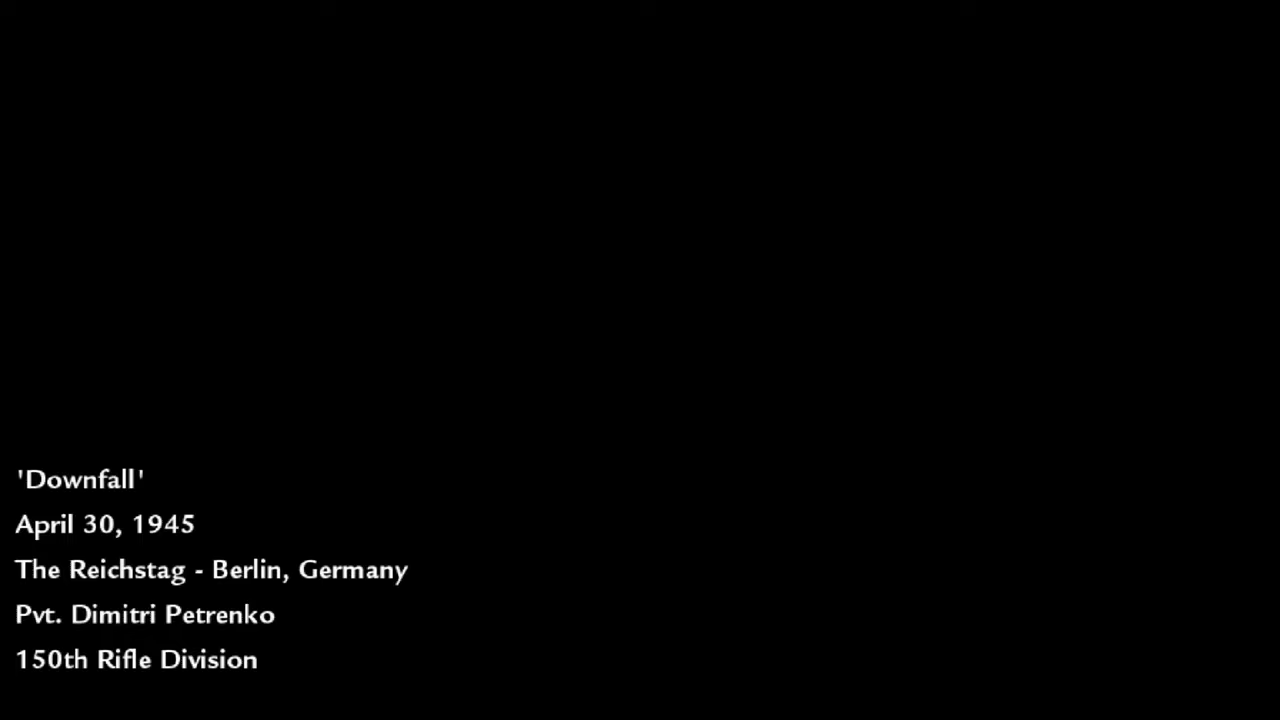 'Downfall'
April 30, 1945
The Reichstag - Berlin, Germany
Pvt. Dimitri Petrenko
150th Rifle Division